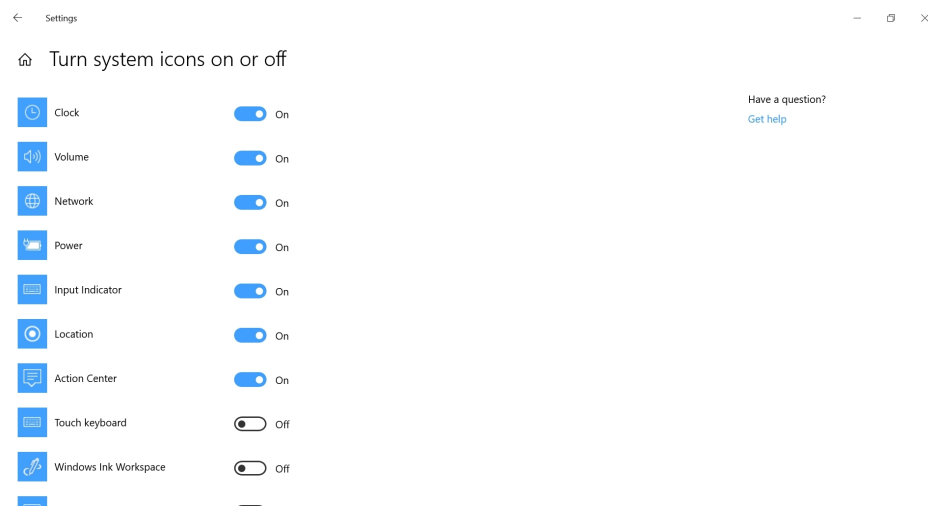 Settings
Turn system icons on or off
Clock On
Volume On
Network On
Power On
Input Indicator On
Location On
Action Center On
Touch keyboard Off
Windows Ink Workspace Off
Have a question?
Get help